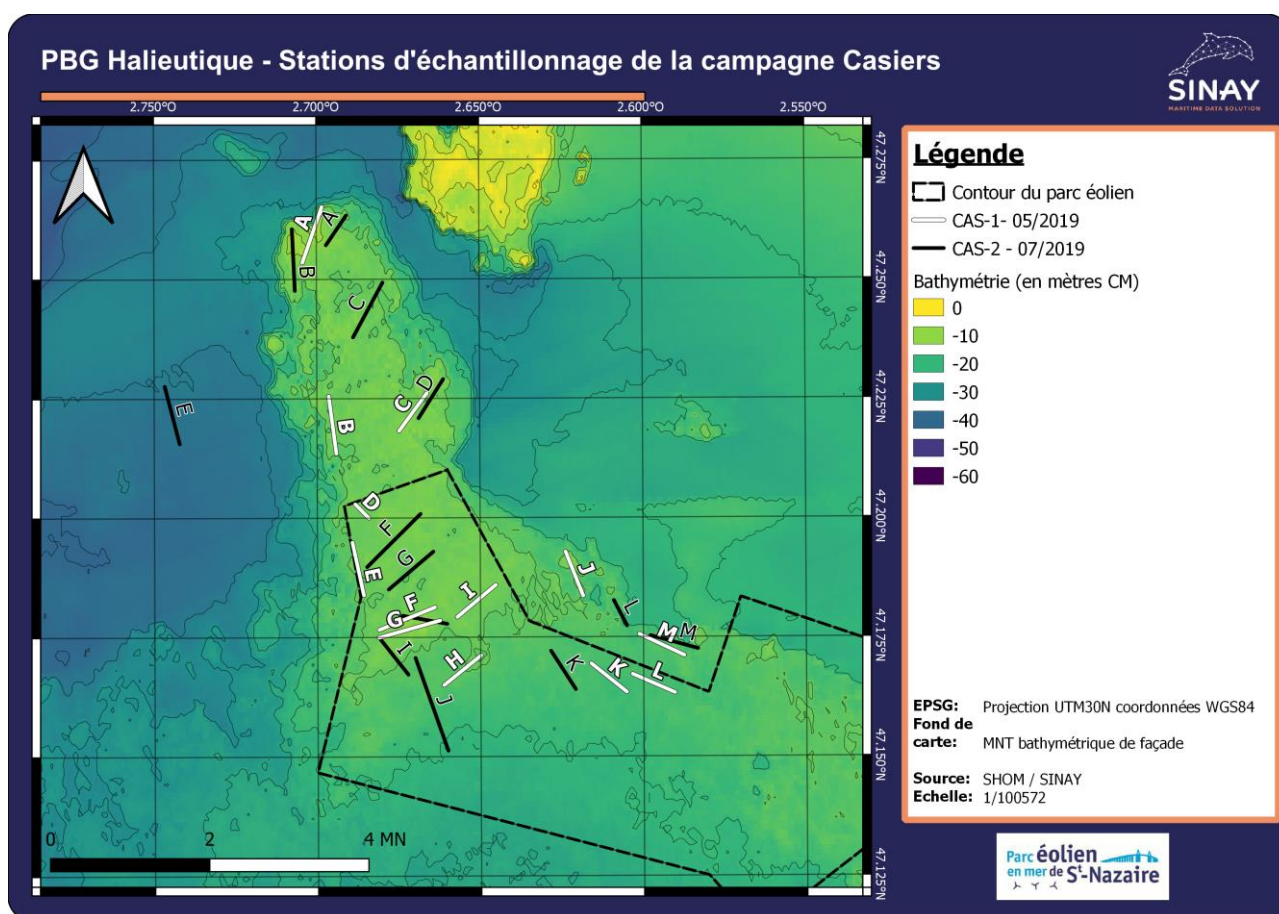 PBG Halieutique - Stations d'échantillonnage de la campagne Casiers
SINAY
MARITIME DATA SOLUTION
2.750°O 2.700°O 2.650°O 2.600°O 2.550°O
47.275°N
47.250°N
47.225°N
47.200°N
47.175°N
47.150°N
47.125°N
A A
B
C
D
C
E
B
D
F
G
E
F
I
G
J
L
I
H
M M
K K L
J
0 2 4 MN
Légende
Contour du parc éolien
CAS-1- 05/2019
CAS-2 - 07/2019
Bathymétrie (en mètres CM)
0
-10
-20
-30
-40
-50
-60
EPSG: Projection UTM30N coordonnées WGS84
Fond de
carte: MNT bathymétrique de façade
Source: SHOM / SINAY
Echelle: 1/100572
Parc éolien
en mer de St-Nazaire